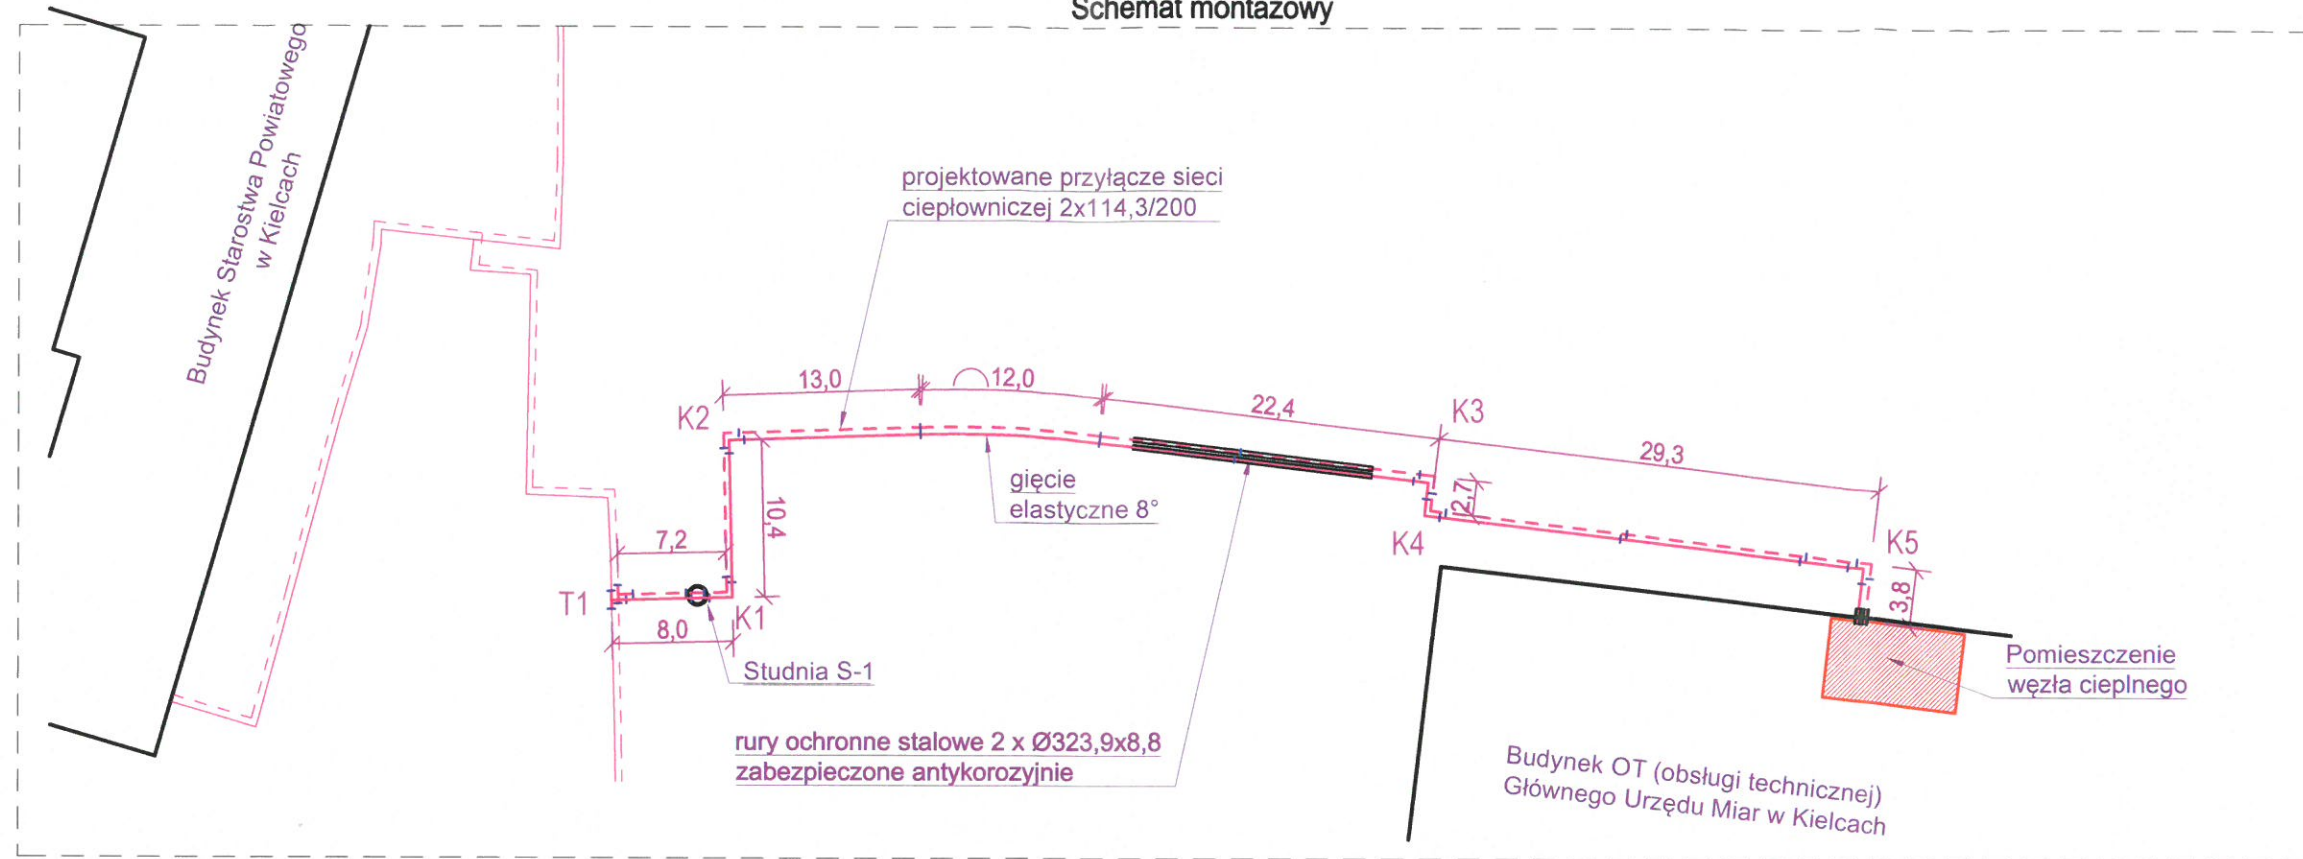 Schemat montażowy
Budynek Starostwa Powiatowego
w Kielcach
projektowane przyłącze sieci
ciepłowniczej 2x114,3/200
13,0
12,0
22,4
K2
K3
29,3
gięcie
elastyczne 8°
2,7
10,4
K4
K5
7,2
3,8
T1
K1
8,0
Studnia S-1
Pomieszczenie
węzła cieplnego
rury ochronne stalowe 2 x Ø323,9x8,8
zabezpieczone antykorozyjnie
Budynek OT (obsługi technicznej)
Głównego Urzędu Miar w Kielcach